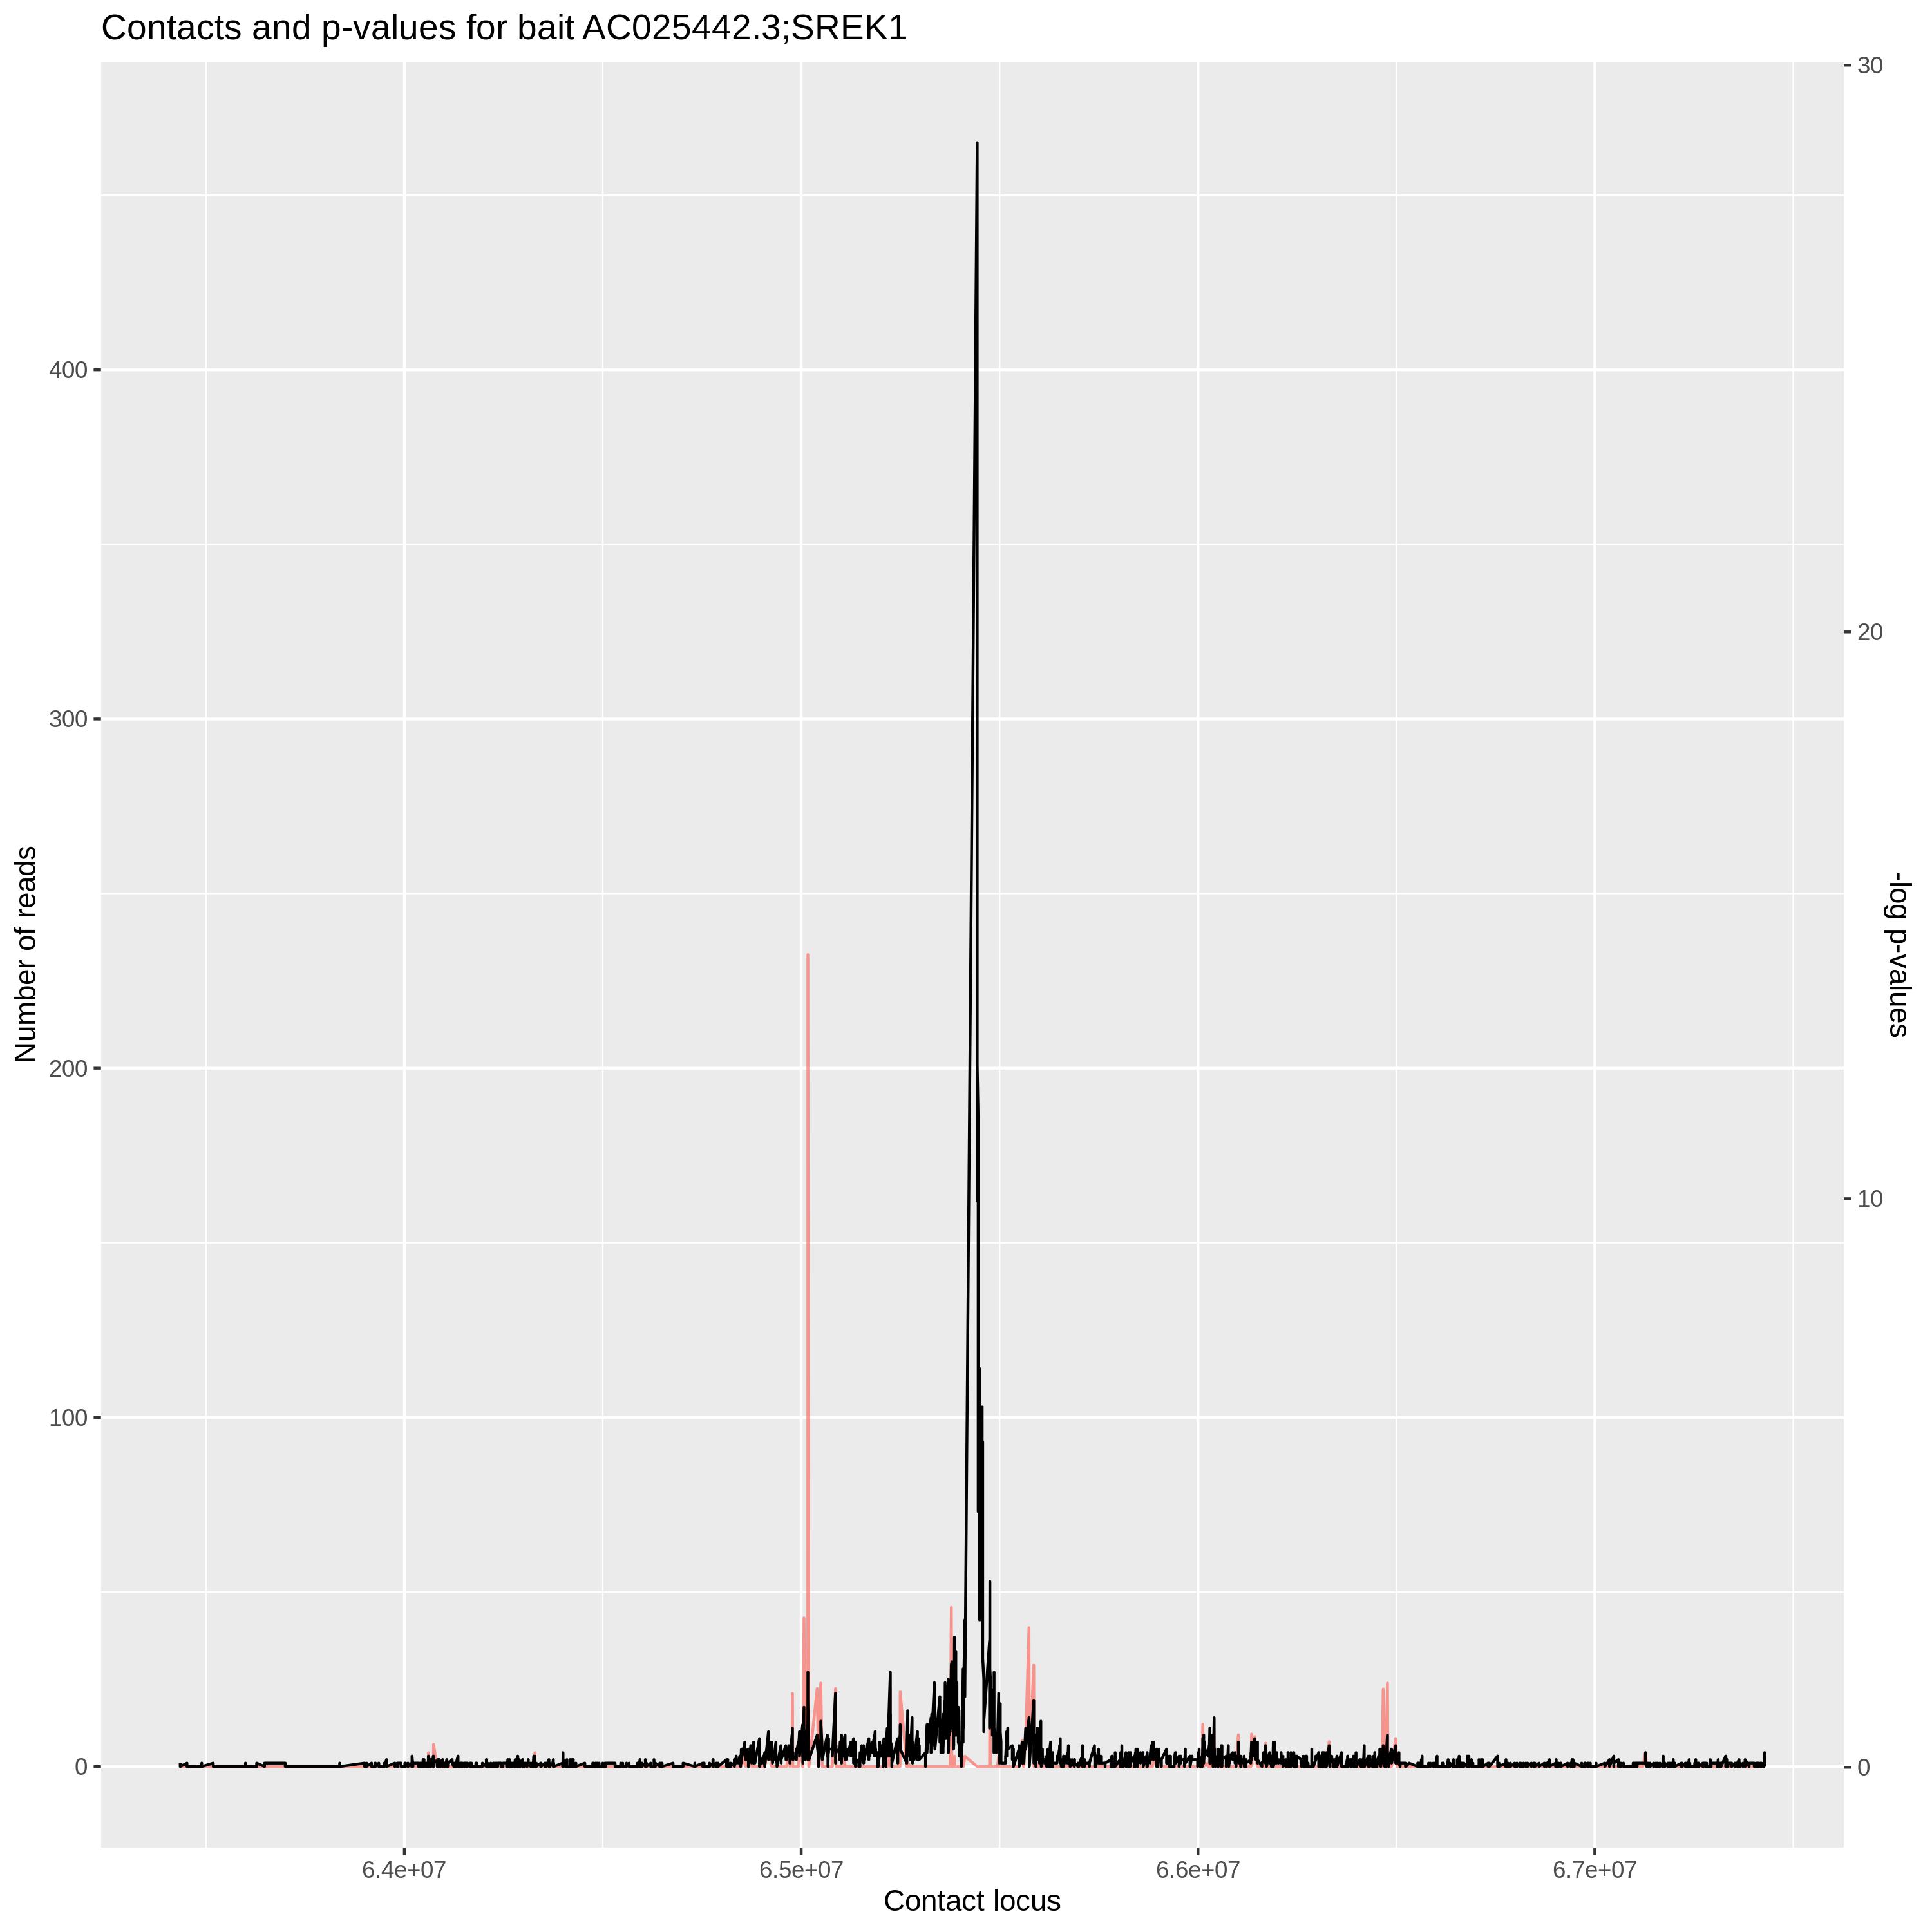 Contacts and p-values for bait AC025442.3;SREK1
Number of reads
400
300
200
100
0
30
20
10
0
-log p-values
6.4e+07
6.5e+07
6.6e+07
6.7e+07
Contact locus